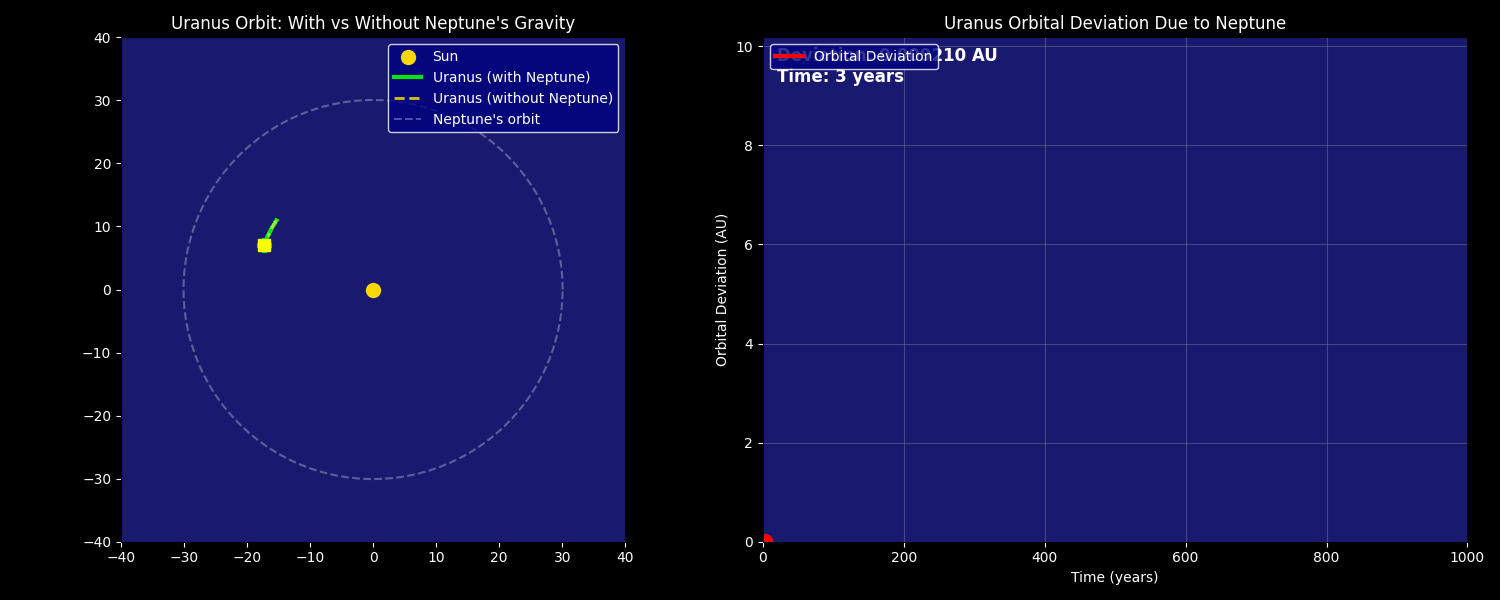 Uranus Orbit: With vs Without Neptune's Gravity
40
30
20
10
0
−10
−20
−30
−40
−40 −30 −20 −10 0 10 20 30 40
Sun
Uranus (with Neptune)
Uranus (without Neptune)
Neptune's orbit
Uranus Orbital Deviation Due to Neptune
Orbital Deviation (AU)
10
8
6
4
2
0
0 200 400 600 800 1000
Time (years)
Orbital Deviation
210 AU
Time: 3 years